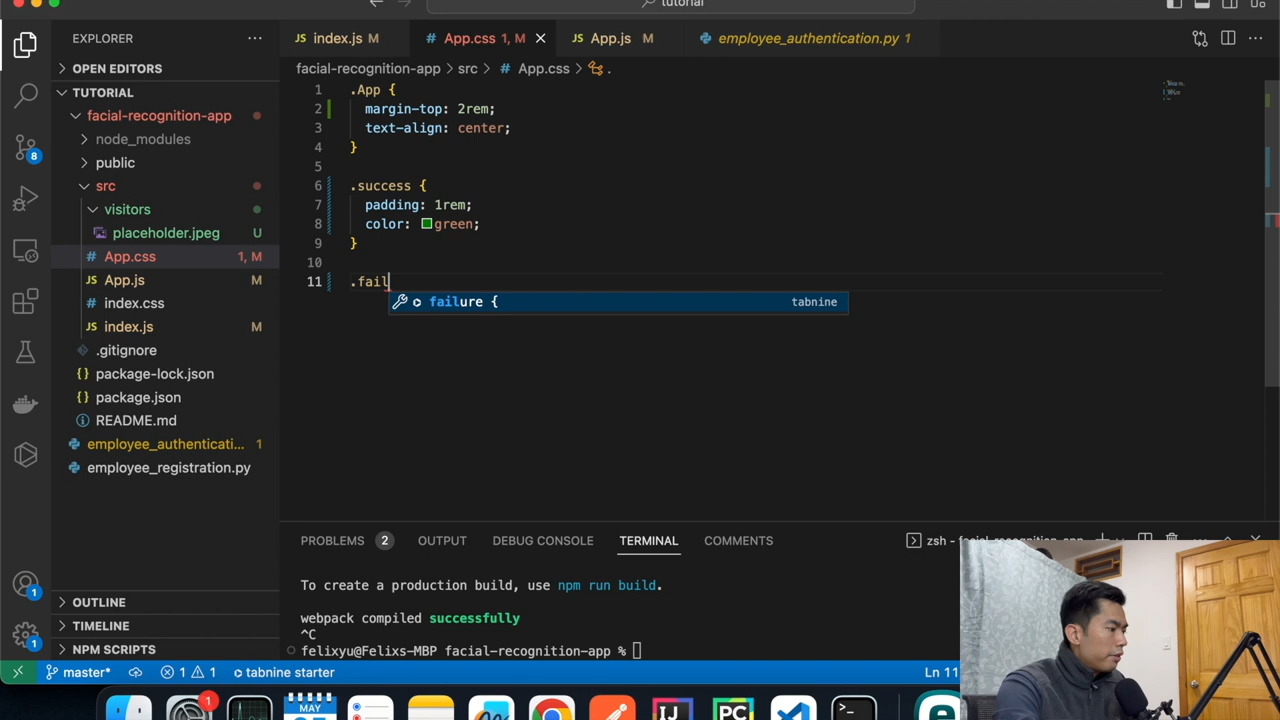 tutorial
EXPLORER
index.js M
App.css 1, M
App.js M
employee_authentication.py 1
OPEN EDITORS
facial-recognition-app > src > # App.css > .
TUTORIAL
facial-recognition-app
node_modules
public
src
visitors
placeholder.jpeg U
App.css 1, M
App.js M
index.css
index.js M
.gitignore
package-lock.json
package.json
README.md
employee_authenticati... 1
employee_registration.py
OUTLINE
TIMELINE
NPM SCRIPTS
1 .App {
2 margin-top: 2rem;
3 text-align: center;
4 }
5
6 .success {
7 padding: 1rem;
8 color: green;
9 }
10
11 .fail
failure { tabnine
PROBLEMS 2 OUTPUT DEBUG CONSOLE TERMINAL COMMENTS
zsh - facial-recognition-app
To create a production build, use npm run build.
webpack compiled successfully
^C
felixyu@Felixs-MBP facial-recognition-app %
8
1
1
master* 1 1 tabnine starter Ln 11
1
MAY
IJ
PC